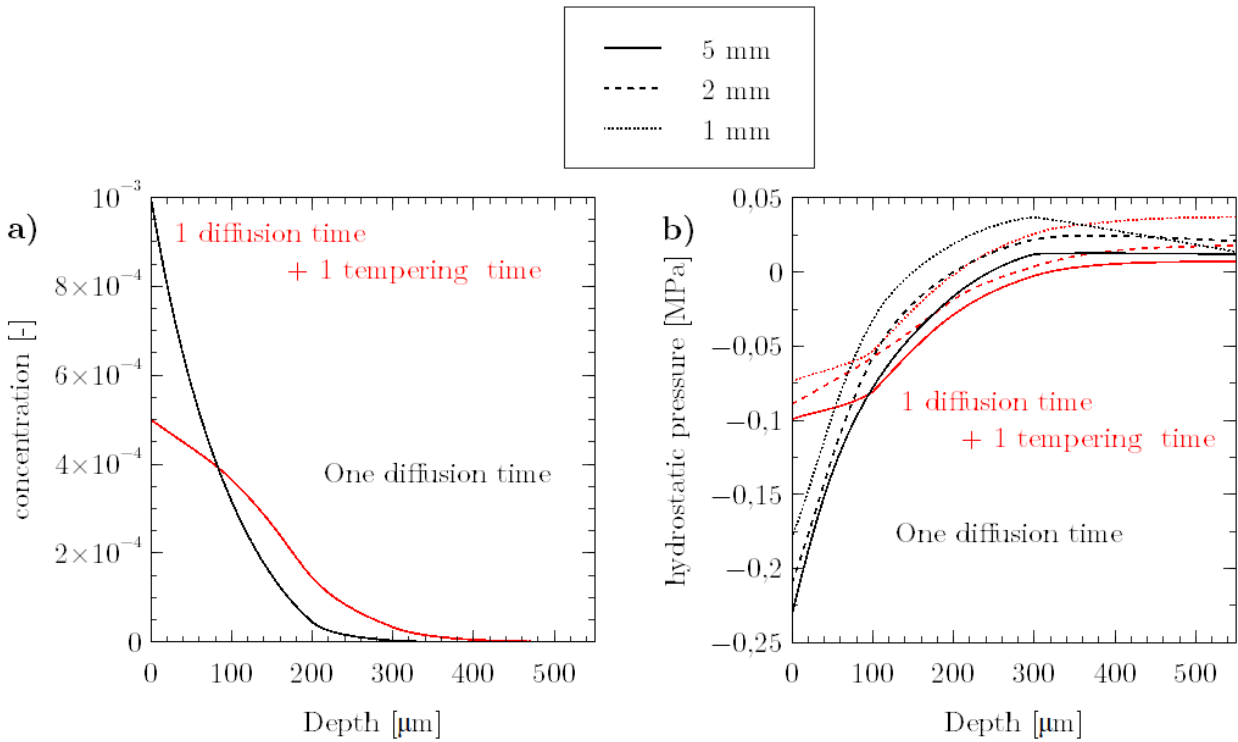 5 mm
2 mm
1 mm
a)
10⁻³
8×10⁻⁴
6×10⁻⁴
4×10⁻⁴
2×10⁻⁴
0
concentration [-]
1 diffusion time
+ 1 tempering time
One diffusion time
0 100 200 300 400 500
Depth [μm]
b)
0,05
0
−0,05
−0,1
−0,15
−0,2
−0,25
hydrostatic pressure [MPa]
1 diffusion time
+ 1 tempering time
One diffusion time
0 100 200 300 400 500
Depth [μm]